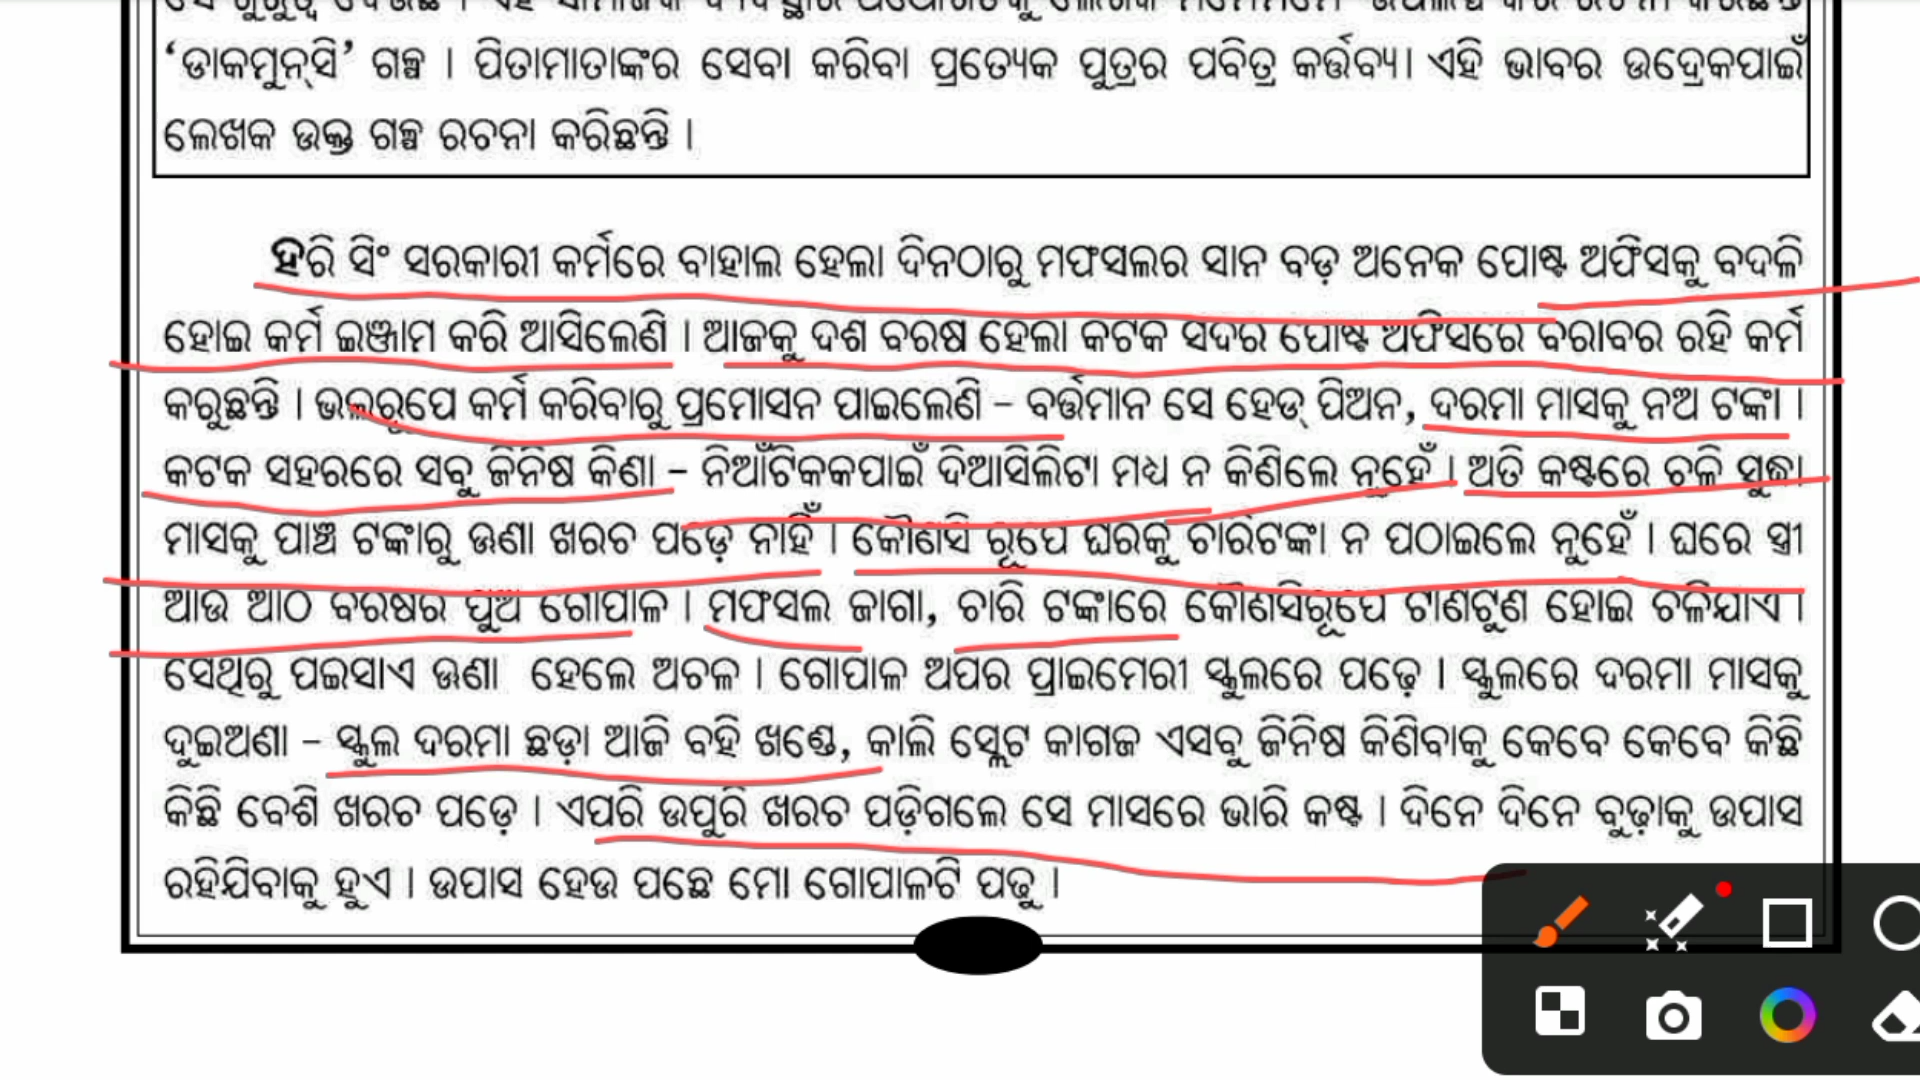 ‘ଡାକମୁନ୍‌ସି’ ଗଳ୍ପ । ପିତାମାତାଙ୍କର ସେବା କରିବା ପ୍ରତ୍ୟେକ ପୁତ୍ରର ପବିତ୍ର କର୍ତ୍ତବ୍ୟ। ଏହି ଭାବର ଉଦ୍ରେକପାଇଁ
ଲେଖକ ଉକ୍ତ ଗଳ୍ପ ରଚନା କରିଛନ୍ତି ।
ହରି ସିଂ ସରକାରୀ କର୍ମରେ ବାହାଲ ହେଲା ଦିନଠାରୁ ମଫସଲର ସାନ ବଡ଼ ଅନେକ ପୋଷ୍ଟ ଅଫିସକୁ ବଦଳି
ହୋଇ କର୍ମ ଇଞ୍ଜାମ କରି ଆସିଲେଣି । ଆଜକୁ ଦଶ ବରଷ ହେଲା କଟକ ସଦର ପୋଷ୍ଟ ଅଫିସରେ ବରାବର ରହି କର୍ମ
କରୁଛନ୍ତି । ଭଲରୂପେ କର୍ମ କରିବାରୁ ପ୍ରମୋସନ ପାଇଲେଣି – ବର୍ତ୍ତମାନ ସେ ହେଡ୍ ପିଅନ, ଦରମା ମାସକୁ ନଅ ଟଙ୍କା ।
କଟକ ସହରରେ ସବୁ ଜିନିଷ କିଣା – ନିଆଁଟିକକପାଇଁ ଦିଆସିଲିଟା ମଧ୍ୟ ନ କିଣିଲେ ନୁହେଁ । ଅତି କଷ୍ଟରେ ଚଳି ସୁଦ୍ଧା
ମାସକୁ ପାଞ୍ଚ ଟଙ୍କାରୁ ଊଣା ଖରଚ ପଡ଼େ ନାହିଁ । କୌଣସି ରୂପେ ଘରକୁ ଚାରିଟଙ୍କା ନ ପଠାଇଲେ ନୁହେଁ । ଘରେ ସ୍ତ୍ରୀ
ଆଉ ଆଠ ବରଷର ପୁଅ ଗୋପାଳ । ମଫସଲ ଜାଗା, ଚାରି ଟଙ୍କାରେ କୌଣସିରୂପେ ଟାଣଟୁଣ ହୋଇ ଚଳିଯାଏ ।
ସେଥିରୁ ପଇସାଏ ଊଣା ହେଲେ ଅଚଳ । ଗୋପାଳ ଅପର ପ୍ରାଇମେରୀ ସ୍କୁଲରେ ପଢ଼େ । ସ୍କୁଲରେ ଦରମା ମାସକୁ
ଦୁଇଅଣା – ସ୍କୁଲ ଦରମା ଛଡ଼ା ଆଜି ବହି ଖଣ୍ଡେ, କାଲି ସ୍ଲେଟ କାଗଜ ଏସବୁ ଜିନିଷ କିଣିବାକୁ କେବେ କେବେ କିଛି
କିଛି ବେଶି ଖରଚ ପଡ଼େ । ଏପରି ଉପୁରି ଖରଚ ପଡ଼ିଗଲେ ସେ ମାସରେ ଭାରି କଷ୍ଟ । ଦିନେ ଦିନେ ବୁଢ଼ାକୁ ଉପାସ
ରହିଯିବାକୁ ହୁଏ । ଉପାସ ହେଉ ପଛେ ମୋ ଗୋପାଳଟି ପଢୁ ।